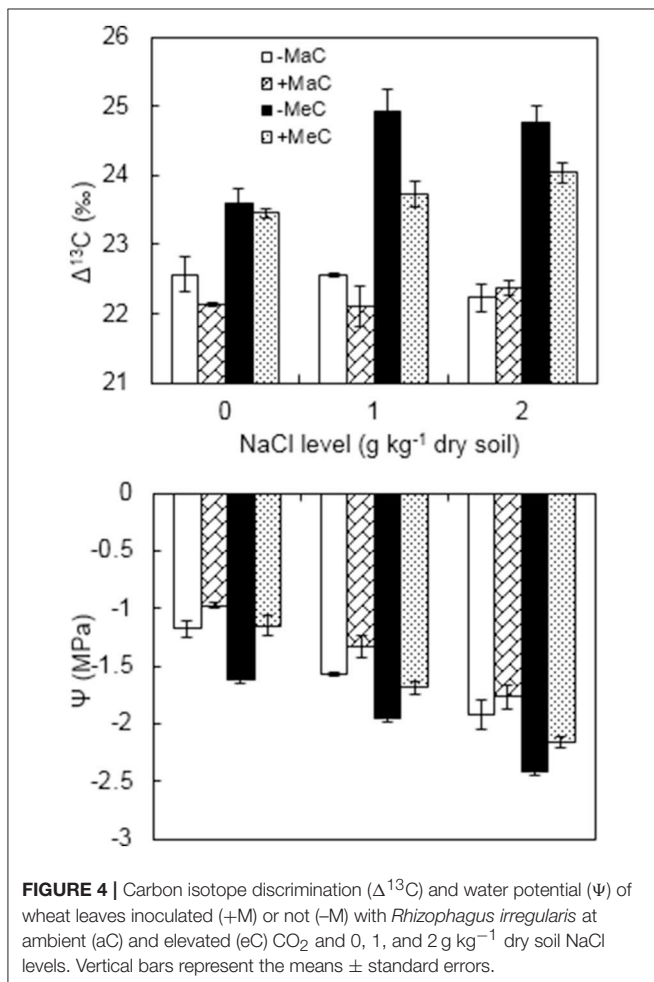 26
25
24
23
22
21
Δ¹³C (‰)
-MaC
+MaC
-MeC
+MeC
0 1 2
NaCl level (g kg⁻¹ dry soil)
0
-0.5
-1
-1.5
-2
-2.5
-3
Ψ (MPa)
FIGURE 4 | Carbon isotope discrimination (Δ¹³C) and water potential (Ψ) of
wheat leaves inoculated (+M) or not (–M) with Rhizophagus irregularis at
ambient (aC) and elevated (eC) CO₂ and 0, 1, and 2 g kg⁻¹ dry soil NaCl
levels. Vertical bars represent the means ± standard errors.